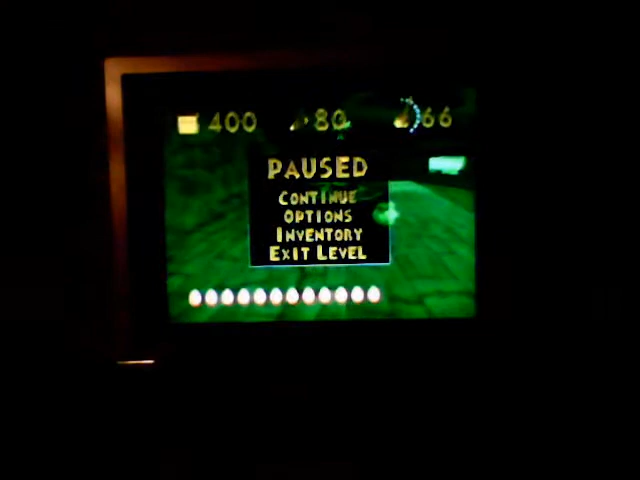 400 80 66
PAUSED
CONTINUE
OPTIONS
INVENTORY
EXIT LEVEL